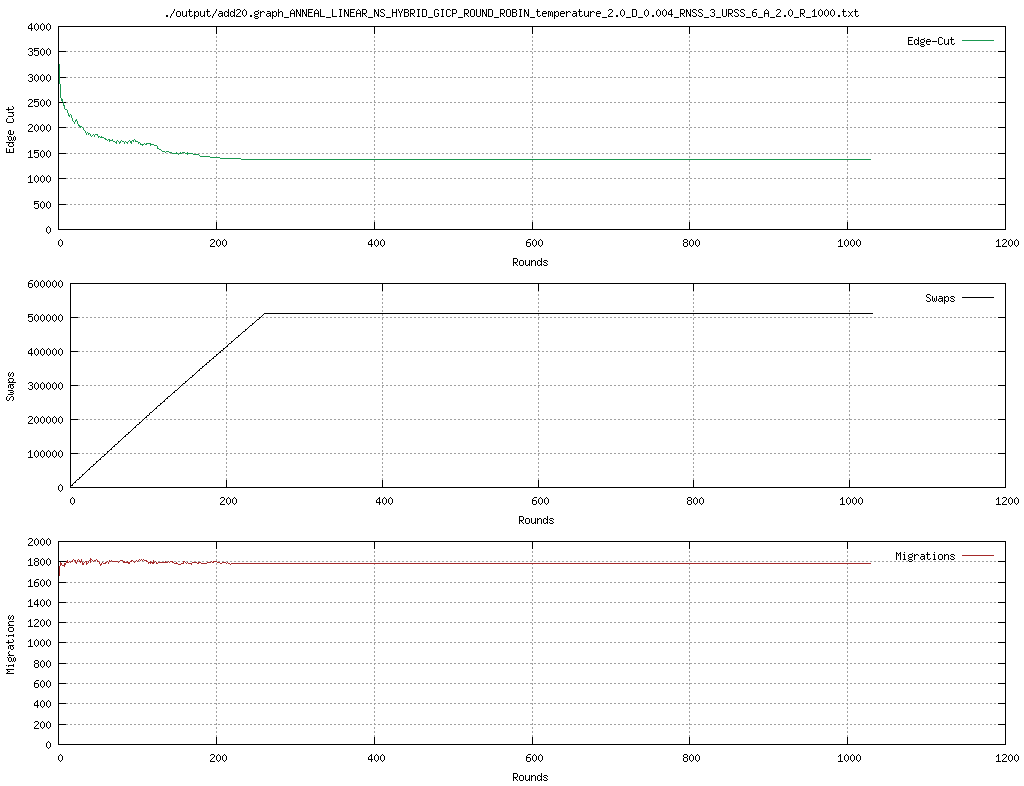 ./output/add20.graph_ANNEAL_LINEAR_NS_HYBRID_GICP_ROUND_ROBIN_temperature_2.0_D_0.004_RNSS_3_URSS_6_A_2.0_R_1000.txt
4000
3500
3000
2500
2000
1500
1000
500
0
Edge Cut
Edge-Cut
0 200 400 600 800 1000 1200
Rounds
600000
500000
400000
300000
200000
100000
0
Swaps
Swaps
0 200 400 600 800 1000 1200
Rounds
2000
1800
1600
1400
1200
1000
800
600
400
200
0
Migrations
Migrations
0 200 400 600 800 1000 1200
Rounds